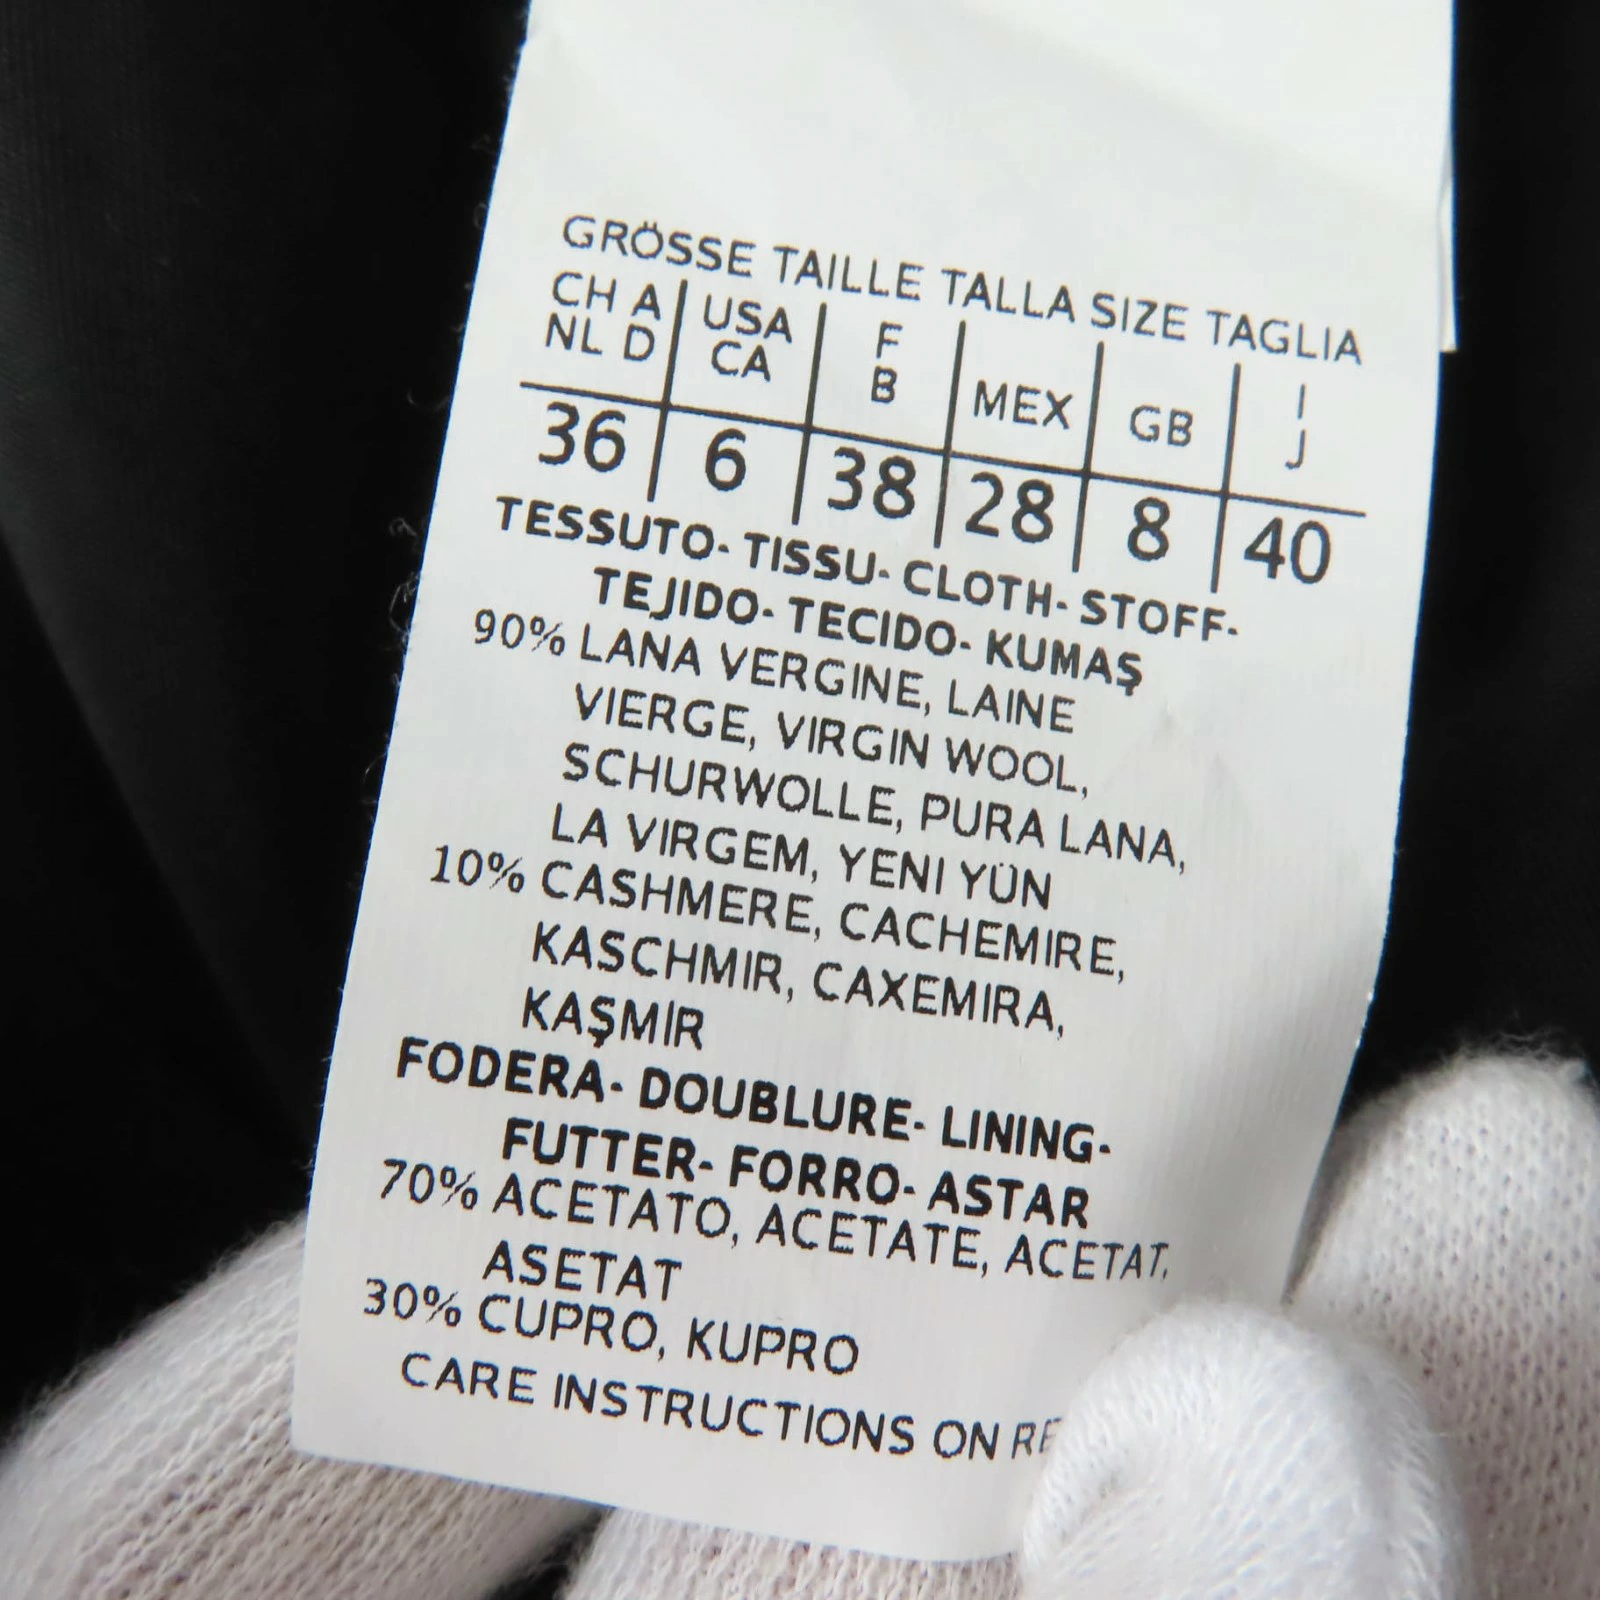 GRÖSSE TAILLE TALLA SIZE TAGLIA
CH A USA F MEX GB I
NL D CA B J
36 6 38 28 8 40
TESSUTO- TISSU- CLOTH- STOFF-
TEJIDO- TECIDO- KUMAŞ
90% LANA VERGINE, LAINE
VIERGE, VIRGIN WOOL,
SCHURWOLLE, PURA LANA,
LA VIRGEM, YENI YÜN
10% CASHMERE, CACHEMIRE,
KASCHMIR, CAXEMIRA,
KAŞMİR
FODERA- DOUBLURE- LINING-
FUTTER- FORRO- ASTAR
70% ACETATO, ACETATE, ACETAT,
ASETAT
30% CUPRO, KUPRO
CARE INSTRUCTIONS ON